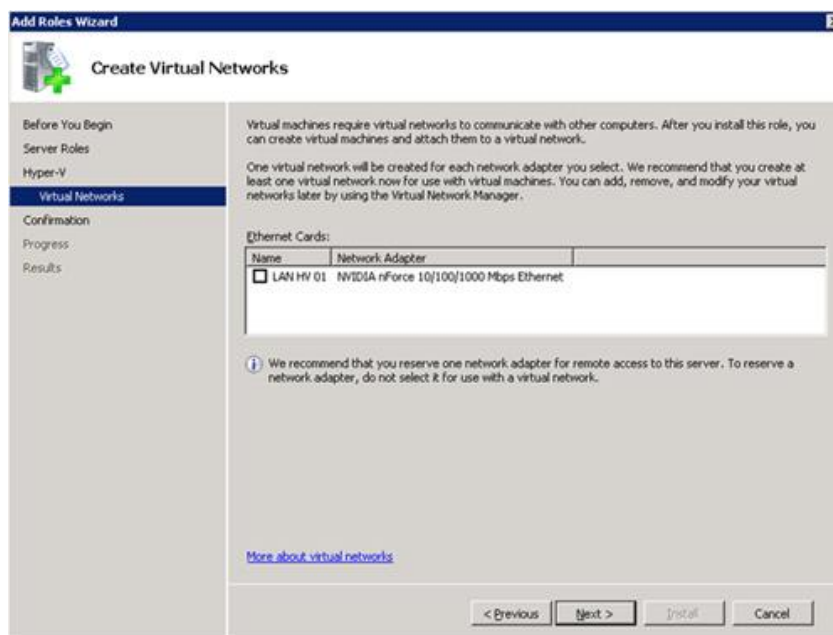 Add Roles Wizard
Create Virtual Networks
Before You Begin
Server Roles
Hyper-V
Virtual Networks
Confirmation
Progress
Results
Virtual machines require virtual networks to communicate with other computers. After you install this role, you
can create virtual machines and attach them to a virtual network.
One virtual network will be created for each network adapter you select. We recommend that you create at
least one virtual network now for use with virtual machines. You can add, remove, and modify your virtual
networks later by using the Virtual Network Manager.
Ethernet Cards:
Name Network Adapter
LAN HV 01 NVIDIA nForce 10/100/1000 Mbps Ethernet
We recommend that you reserve one network adapter for remote access to this server. To reserve a
network adapter, do not select it for use with a virtual network.
More about virtual networks
< Previous Next > Install Cancel